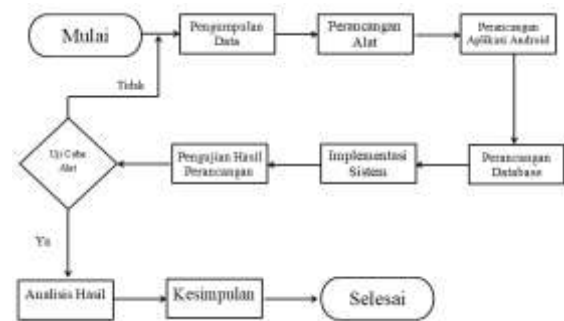 Mulai
Pengumpulan
Data
Perancangan
Alat
Perancangan
Aplikasi Android
Tidak
Uji Coba
Alat
Pengujian Hasil
Perancangan
Implementasi
Sistem
Perancangan
Database
Ya
Analisis Hasil
Kesimpulan
Selesai